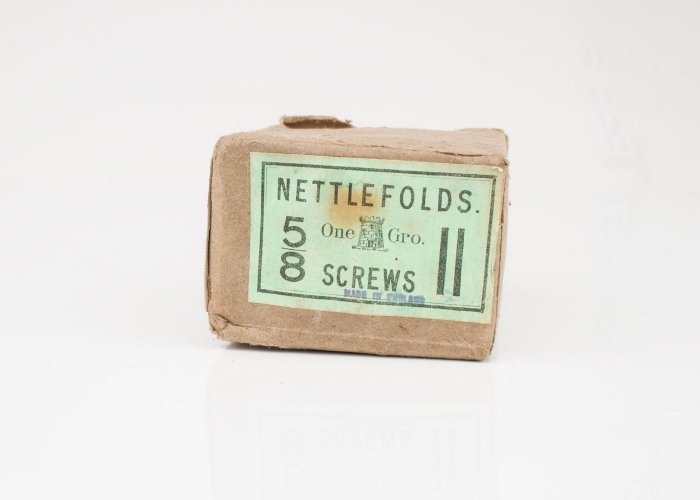 NETTLEFOLDS.
5/8 One Gro. 11
SCREWS
MADE IN ENGLAND